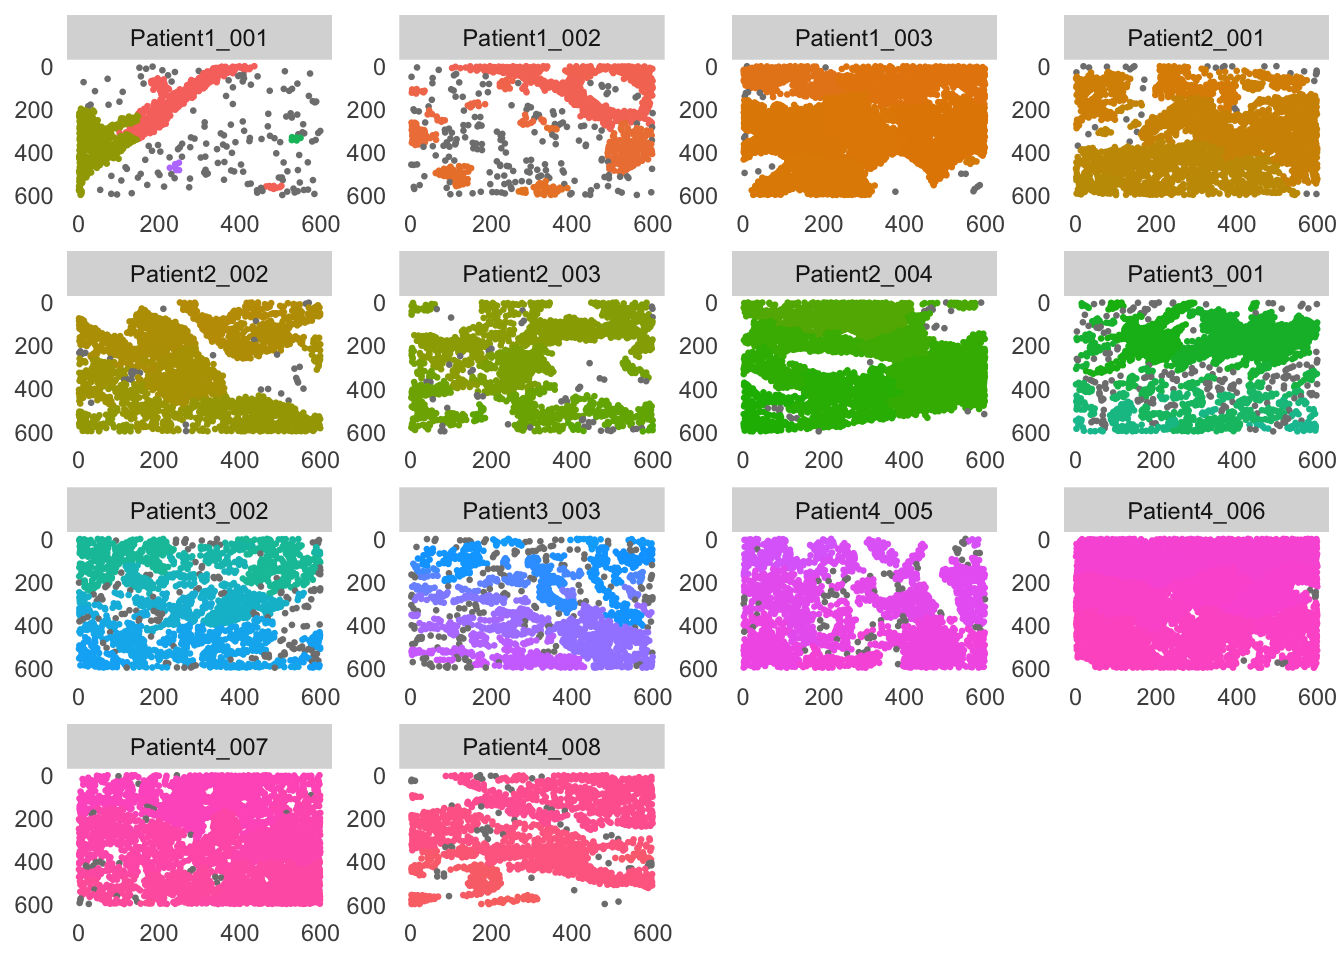 Patient1_001 Patient1_002 Patient1_003 Patient2_001
0 0 0 0
200 200 200 200
400 400 400 400
600 600 600 600
0 200 400 600 0 200 400 600 0 200 400 600 0 200 400 600
Patient2_002 Patient2_003 Patient2_004 Patient3_001
0 0 0 0
200 200 200 200
400 400 400 400
600 600 600 600
0 200 400 600 0 200 400 600 0 200 400 600 0 200 400 600
Patient3_002 Patient3_003 Patient4_005 Patient4_006
0 0 0 0
200 200 200 200
400 400 400 400
600 600 600 600
0 200 400 600 0 200 400 600 0 200 400 600 0 200 400 600
Patient4_007 Patient4_008
0 0
200 200
400 400
600 600
0 200 400 600 0 200 400 600